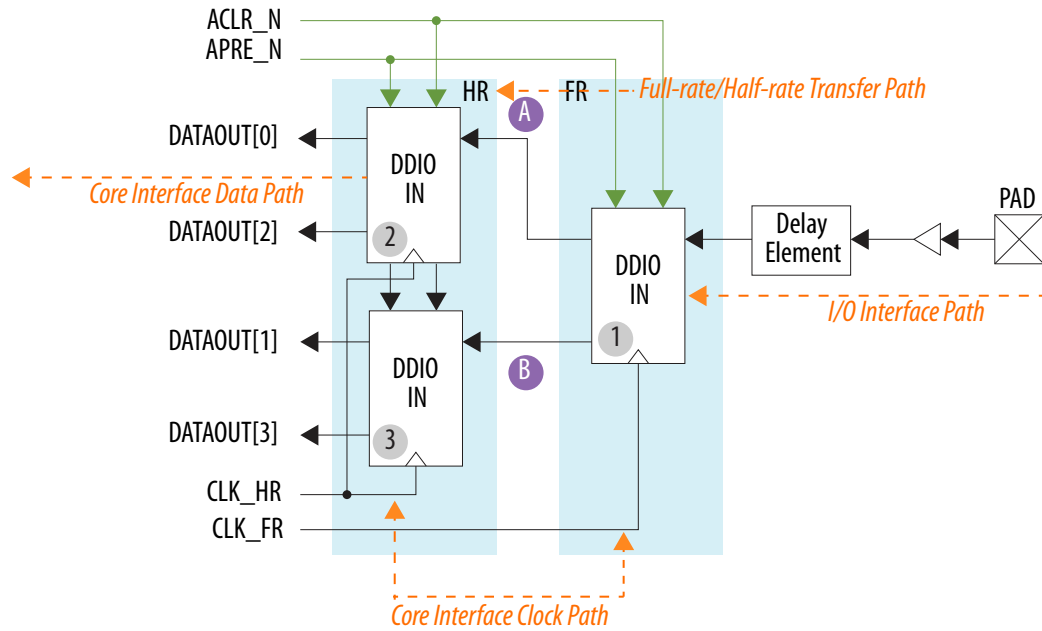 ACLR_N
APRE_N
HR
FR
Full-rate/Half-rate Transfer Path
A
DATAOUT[0]
DDIO
IN
Core Interface Data Path
DATAOUT[2]
2
PAD
Delay
Element
DDIO
IN
I/O Interface Path
1
DATAOUT[1]
DDIO
IN
B
DATAOUT[3]
3
CLK_HR
CLK_FR
Core Interface Clock Path